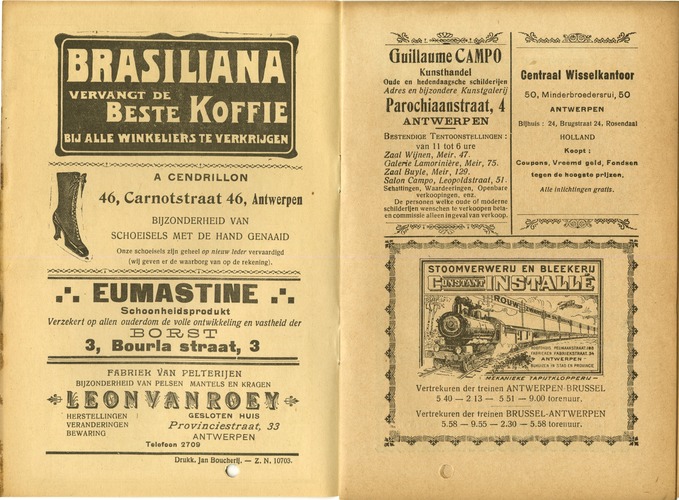 BRASILIANA
VERVANGT DE
BESTE KOFFIE
BIJ ALLE WINKELIERS TE VERKRIJGEN
A CENDRILLON
46, Carnotstraat 46, Antwerpen
BIJZONDERHEID VAN
SCHOEISELS MET DE HAND GENAAID
Onze schoeisels zijn geheel op nieuw leder vervaardigd
(wij geven er de waarborg van op de rekening).
EUMASTINE
Schoonheidsprodukt
Verzekert op allen ouderdom de volle ontwikkeling en vastheid der
BORST
3, Bourla straat, 3
FABRIEK VAN PELTERIJEN
BIJZONDERHEID VAN PELSEN MANTELS EN KRAGEN
LEON VAN ROEY
HERSTELLINGEN
VERANDERINGEN
BEWARING
GESLOTEN HUIS
Provinciestraat, 33
ANTWERPEN
Telefoon 2709
Drukk. Jan Boucherij. — Z. N. 10703.
Guillaume CAMPO
Kunsthandel
Oude en hedendaagsche schilderijen
Adres en bijzondere Kunstgalerij
Parochiaanstraat, 4
ANTWERPEN
BESTENDIGE TENTOONSTELLINGEN :
van 11 tot 6 ure
Zaal Wijnen, Meir, 47.
Galerie Lamorinière, Meir, 75.
Zaal Buyle, Meir, 129.
Salon Campo, Leopoldstraat, 51.
Schattingen, Waardeeringen, Openbare
verkoopingen, enz.
De personen welke oude of moderne
schilderijen wenschen te verkoopen beta-
en commissie alleen in geval van verkoop.
Centraal Wisselkantoor
50, Minderbroedersrui, 50
ANTWERPEN
Bijhuis : 24, Brugstraat 24, Rosendaal
HOLLAND
Koopt :
Coupons, Vreemd geld, Fondsen
tegen de hoogste prijzen.
Alle inlichtingen gratis.
STOOMVERWERIJ EN BLEEKERIJ
CONSTANT INSTALLÉ
ROUW
ANTWERPEN
BUREELEN IN STAD EN PROVINCIE
MEKANIEKE TAPIJTKLOPPERIJ
Vertrekuren der treinen ANTWERPEN-BRUSSEL
5.40 — 2.13 — 5.51 — 9.00 torenuur.
Vertrekuren der treinen BRUSSEL-ANTWERPEN
5.58 — 9.55 — 2.30 — 5.58 torenuur.